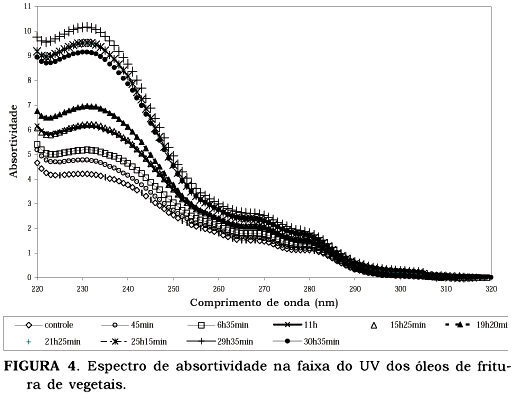 11
10
9
8
7
6
5
4
3
2
1
0
Absortividade
220 230 240 250 260 270 280 290 300 310 320
Comprimento de onda (nm)
controle 45min 6h35min 11h 15h25min 19h20mi
21h25min 25h15min 29h35min 30h35min
FIGURA 4. Espectro de absortividade na faixa do UV dos óleos de fritu-
ra de vegetais.